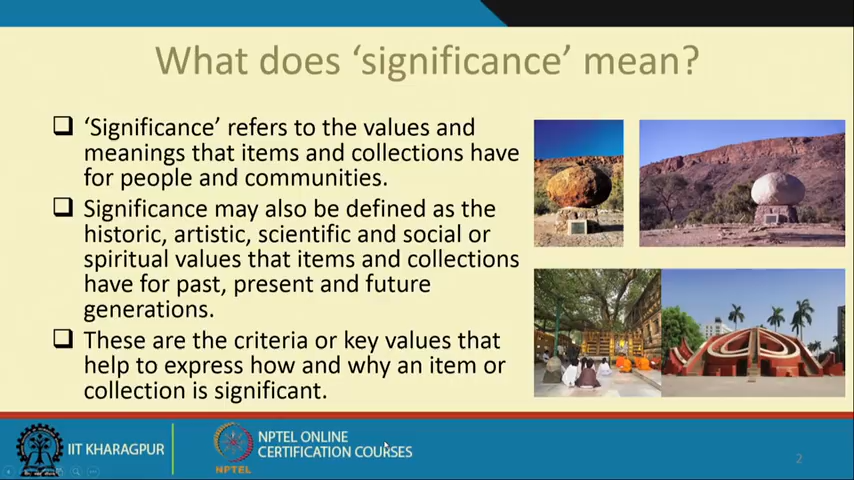 What does ‘significance’ mean?
❑ ‘Significance’ refers to the values and
meanings that items and collections have
for people and communities.
❑ Significance may also be defined as the
historic, artistic, scientific and social or
spiritual values that items and collections
have for past, present and future
generations.
❑ These are the criteria or key values that
help to express how and why an item or
collection is significant.
IIT KHARAGPUR
NPTEL
NPTEL ONLINE
CERTIFICATION COURSES
2